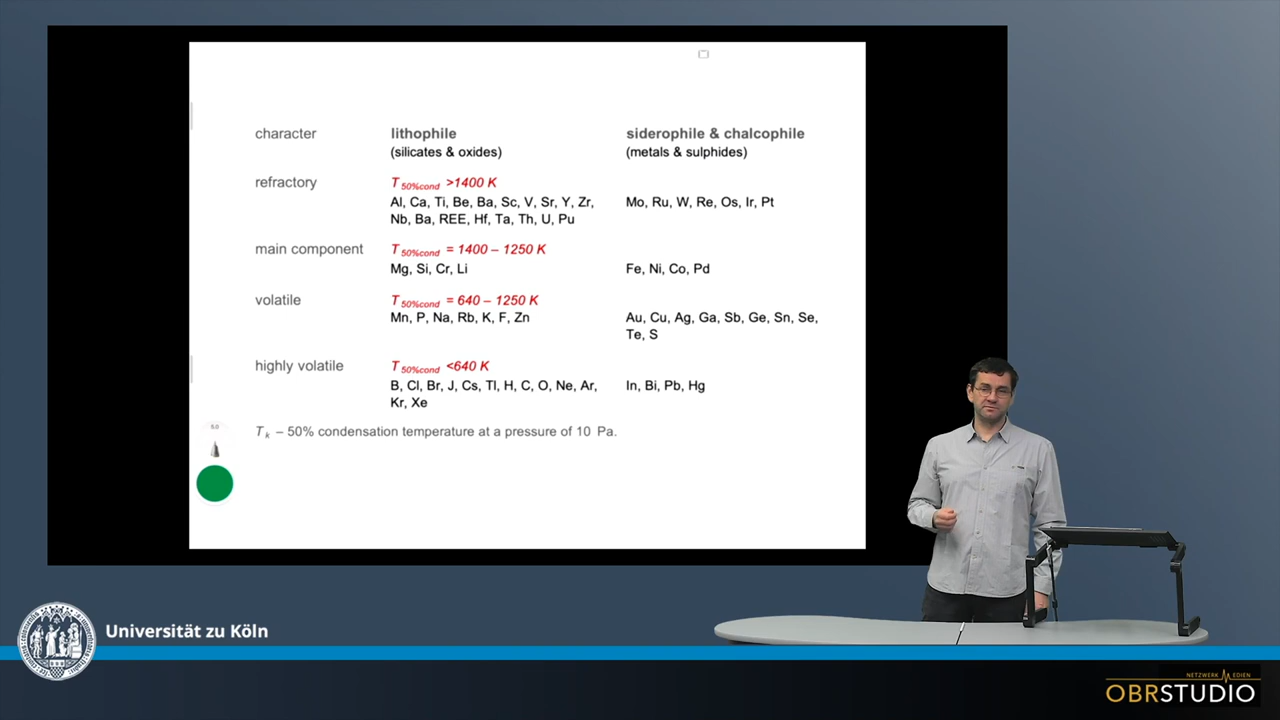 character lithophile siderophile & chalcophile
(silicates & oxides) (metals & sulphides)
refractory T 50%cond >1400 K
Al, Ca, Ti, Be, Ba, Sc, V, Sr, Y, Zr, Mo, Ru, W, Re, Os, Ir, Pt
Nb, Ba, REE, Hf, Ta, Th, U, Pu
main component T 50%cond = 1400 – 1250 K
Mg, Si, Cr, Li Fe, Ni, Co, Pd
volatile T 50%cond = 640 – 1250 K
Mn, P, Na, Rb, K, F, Zn Au, Cu, Ag, Ga, Sb, Ge, Sn, Se,
Te, S
highly volatile T 50%cond <640 K
B, Cl, Br, J, Cs, Tl, H, C, O, Ne, Ar, In, Bi, Pb, Hg
Kr, Xe
5.0
T k – 50% condensation temperature at a pressure of 10 Pa.
Universität zu Köln
NETZWERK MEDIEN
OBRSTUDIO